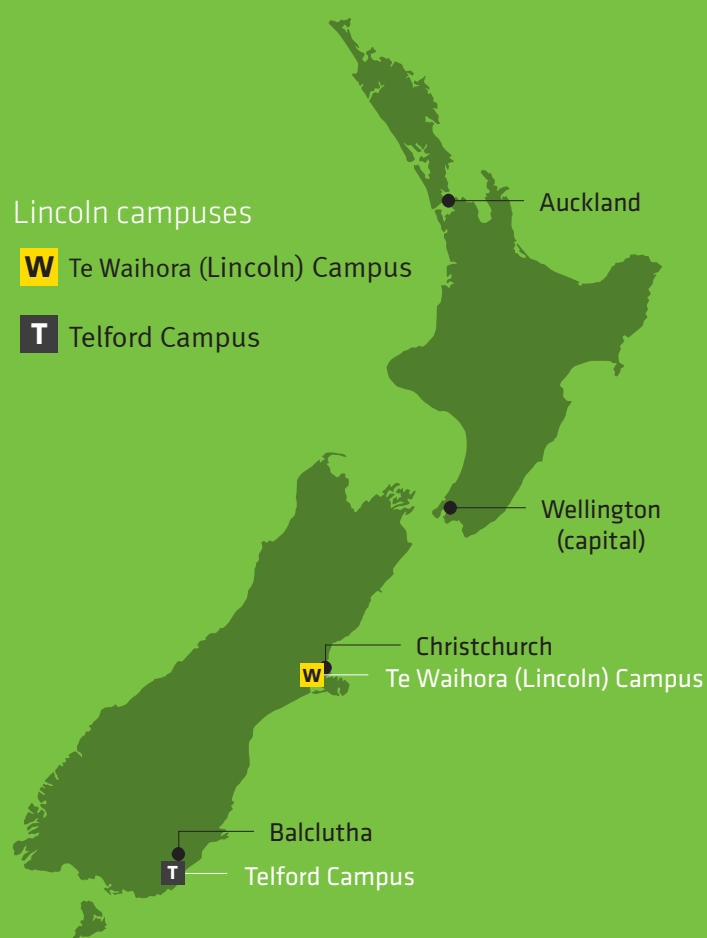 Auckland
Lincoln campuses
W Te Waihora (Lincoln) Campus
T Telford Campus
Wellington
(capital)
Christchurch
W Te Waihora (Lincoln) Campus
Balclutha
T Telford Campus